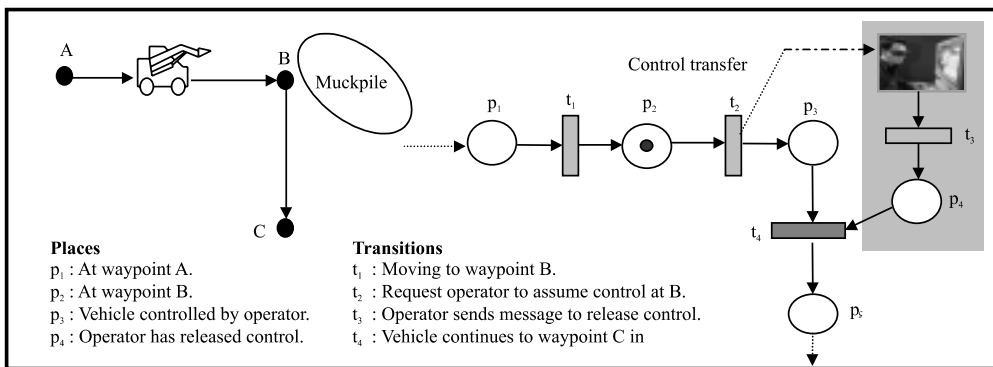 A
B
Muckpile
C
Control transfer
p₁
t₁
p₂
t₂
p₃
t₃
p₄
t₄
p₅
Places
p₁ : At waypoint A.
p₂ : At waypoint B.
p₃ : Vehicle controlled by operator.
p₄ : Operator has released control.
Transitions
t₁ : Moving to waypoint B.
t₂ : Request operator to assume control at B.
t₃ : Operator sends message to release control.
t₄ : Vehicle continues to waypoint C in